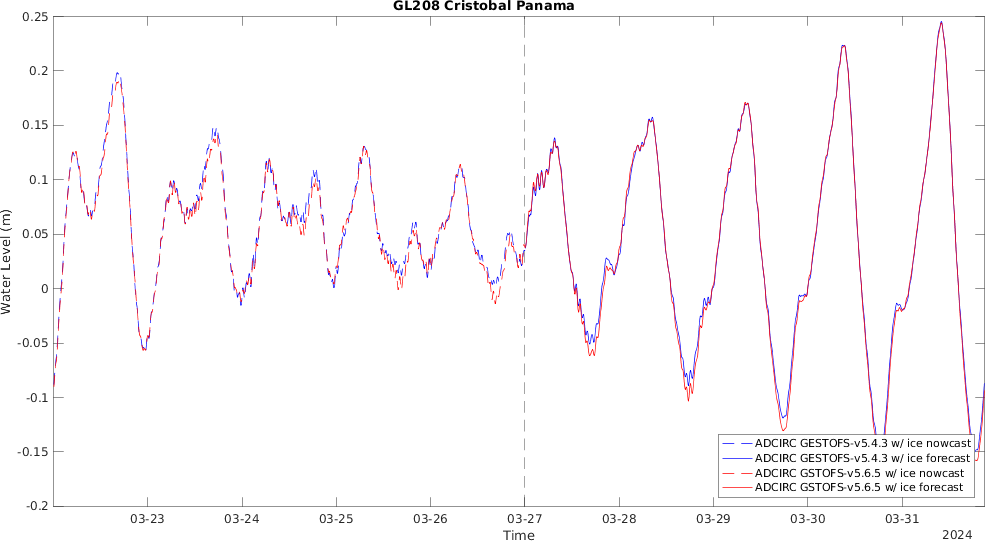 GL208 Cristobal Panama
0.25
0.2
0.15
0.1
0.05
0
-0.05
-0.1
-0.15
-0.2
Water Level (m)
ADCIRC GESTOFS-v5.4.3 w/ ice nowcast
ADCIRC GESTOFS-v5.4.3 w/ ice forecast
ADCIRC GSTOFS-v5.6.5 w/ ice nowcast
ADCIRC GSTOFS-v5.6.5 w/ ice forecast
03-23 03-24 03-25 03-26 03-27 03-28 03-29 03-30 03-31
Time
2024